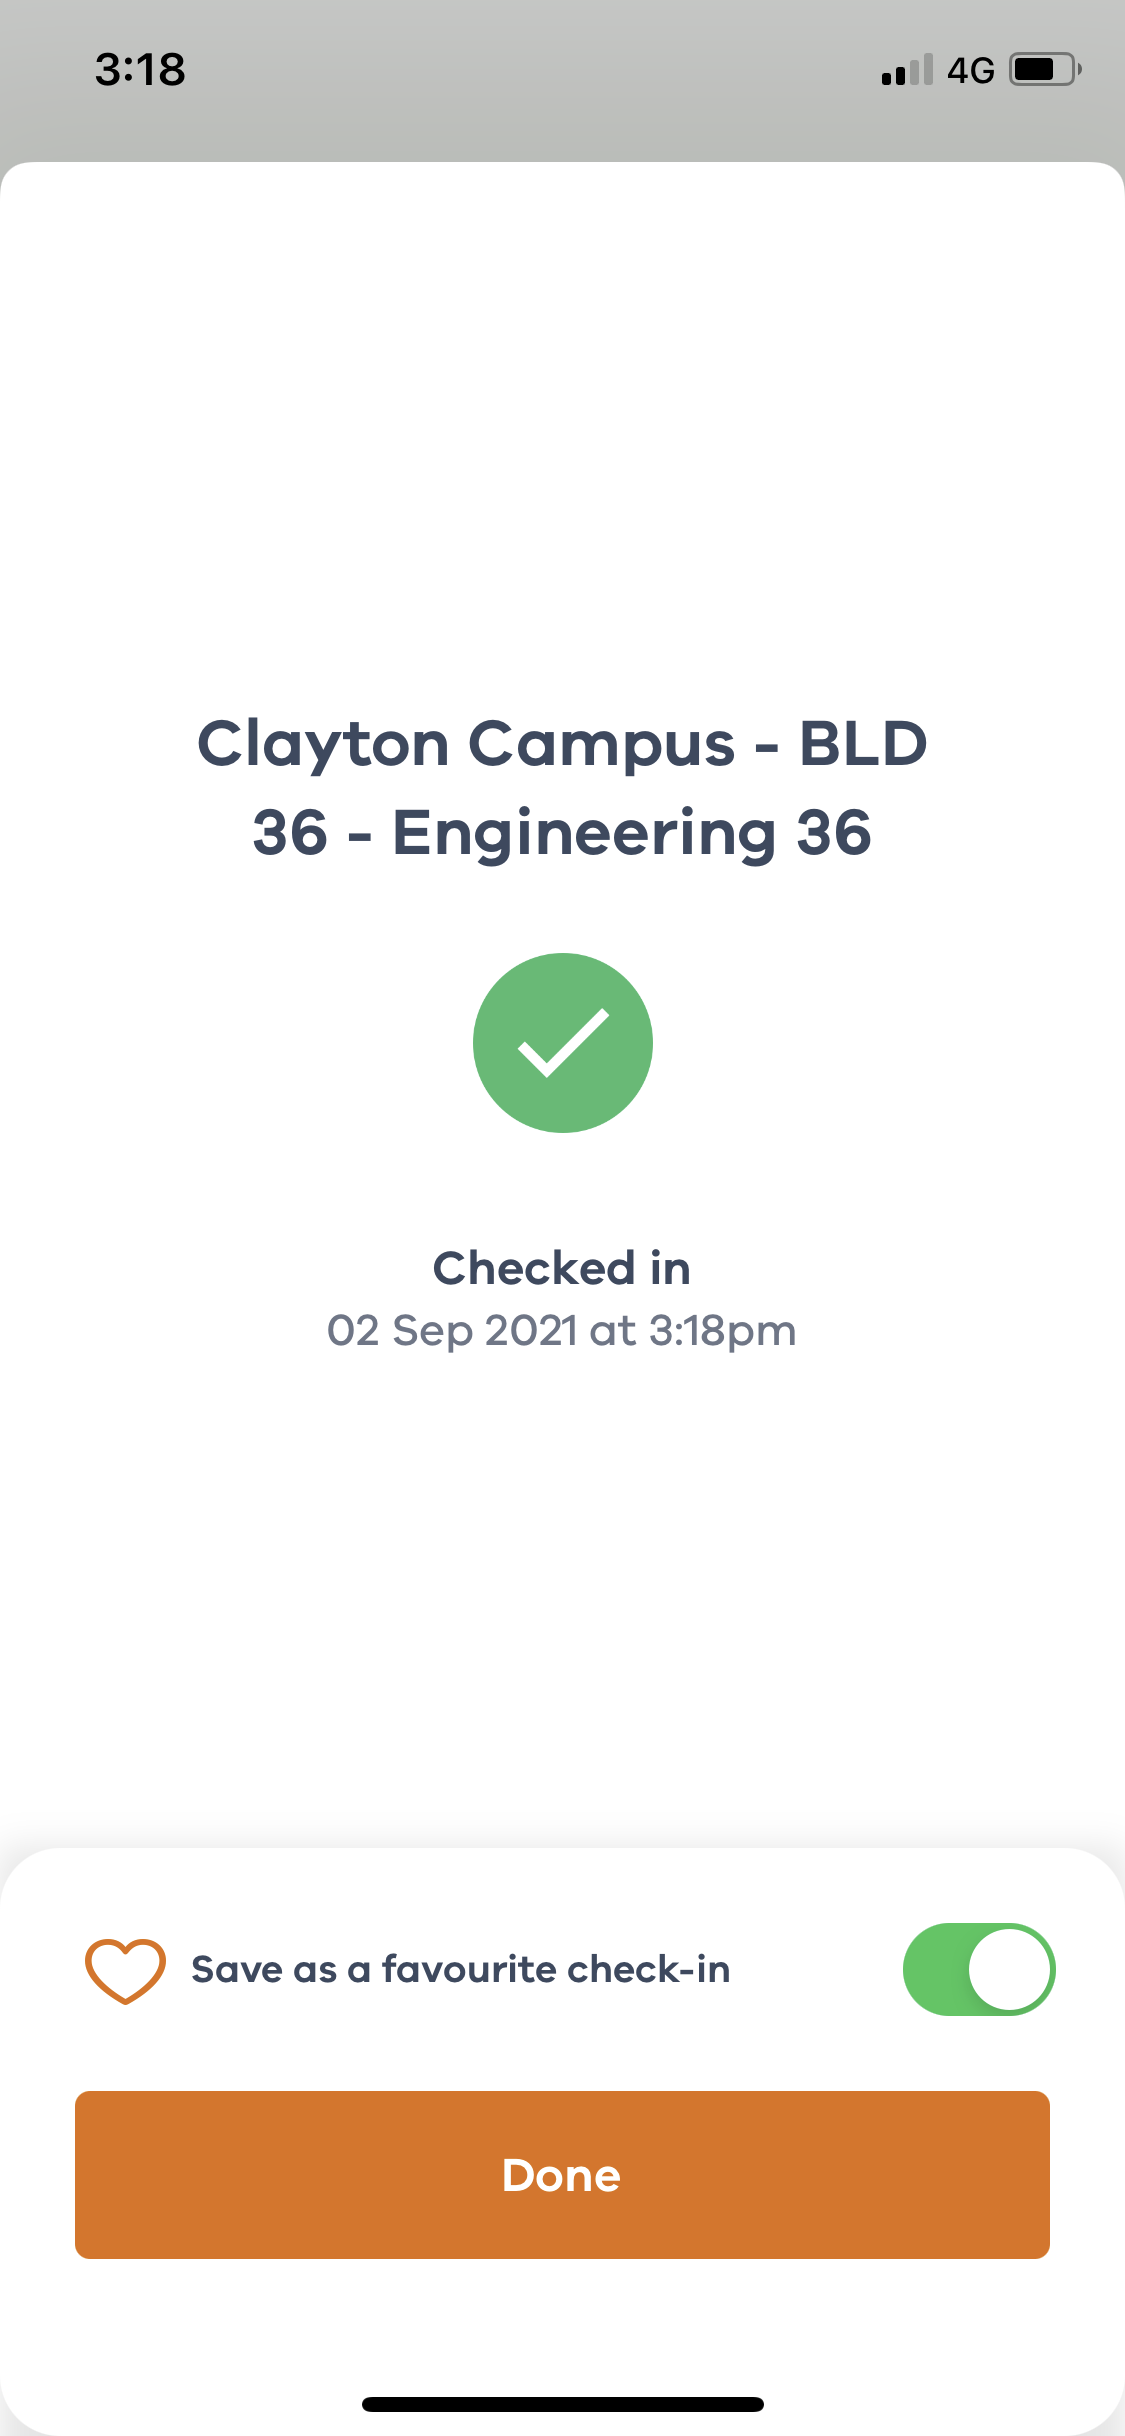 3:18
4G
Clayton Campus - BLD
36 - Engineering 36
Checked in
02 Sep 2021 at 3:18pm
Save as a favourite check-in
Done